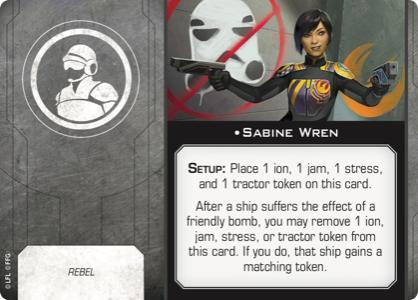 •SABINE WREN
SETUP: Place 1 ion, 1 jam, 1 stress,
and 1 tractor token on this card.
After a ship suffers the effect of a
friendly bomb, you may remove 1 ion,
jam, stress, or tractor token from
this card. If you do, that ship gains a
matching token.
REBEL
© LFL © FFG